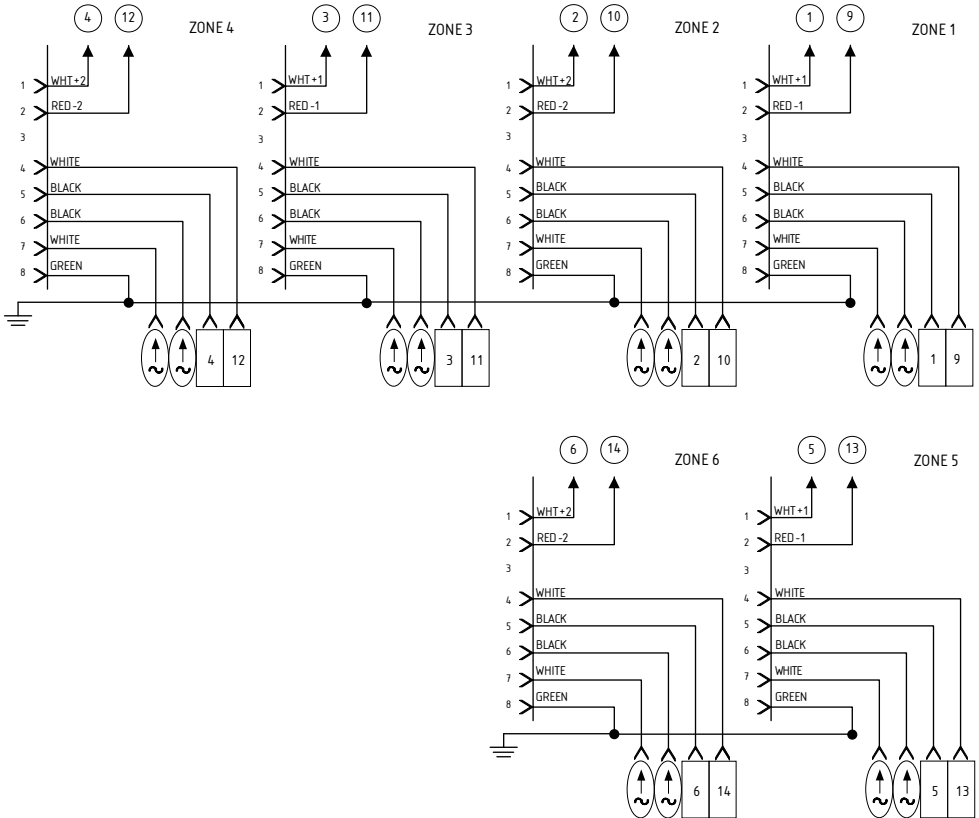 4 12 ZONE 4
1 WHT+2
2 RED-2
3
4 WHITE
5 BLACK
6 BLACK
7 WHITE
8 GREEN
4 12
3 11 ZONE 3
1 WHT+1
2 RED-1
3
4 WHITE
5 BLACK
6 BLACK
7 WHITE
8 GREEN
3 11
2 10 ZONE 2
1 WHT+2
2 RED-2
3
4 WHITE
5 BLACK
6 BLACK
7 WHITE
8 GREEN
2 10
1 9 ZONE 1
1 WHT+1
2 RED-1
3
4 WHITE
5 BLACK
6 BLACK
7 WHITE
8 GREEN
1 9
6 14 ZONE 6
1 WHT+2
2 RED-2
3
4 WHITE
5 BLACK
6 BLACK
7 WHITE
8 GREEN
6 14
5 13 ZONE 5
1 WHT+1
2 RED-1
3
4 WHITE
5 BLACK
6 BLACK
7 WHITE
8 GREEN
5 13